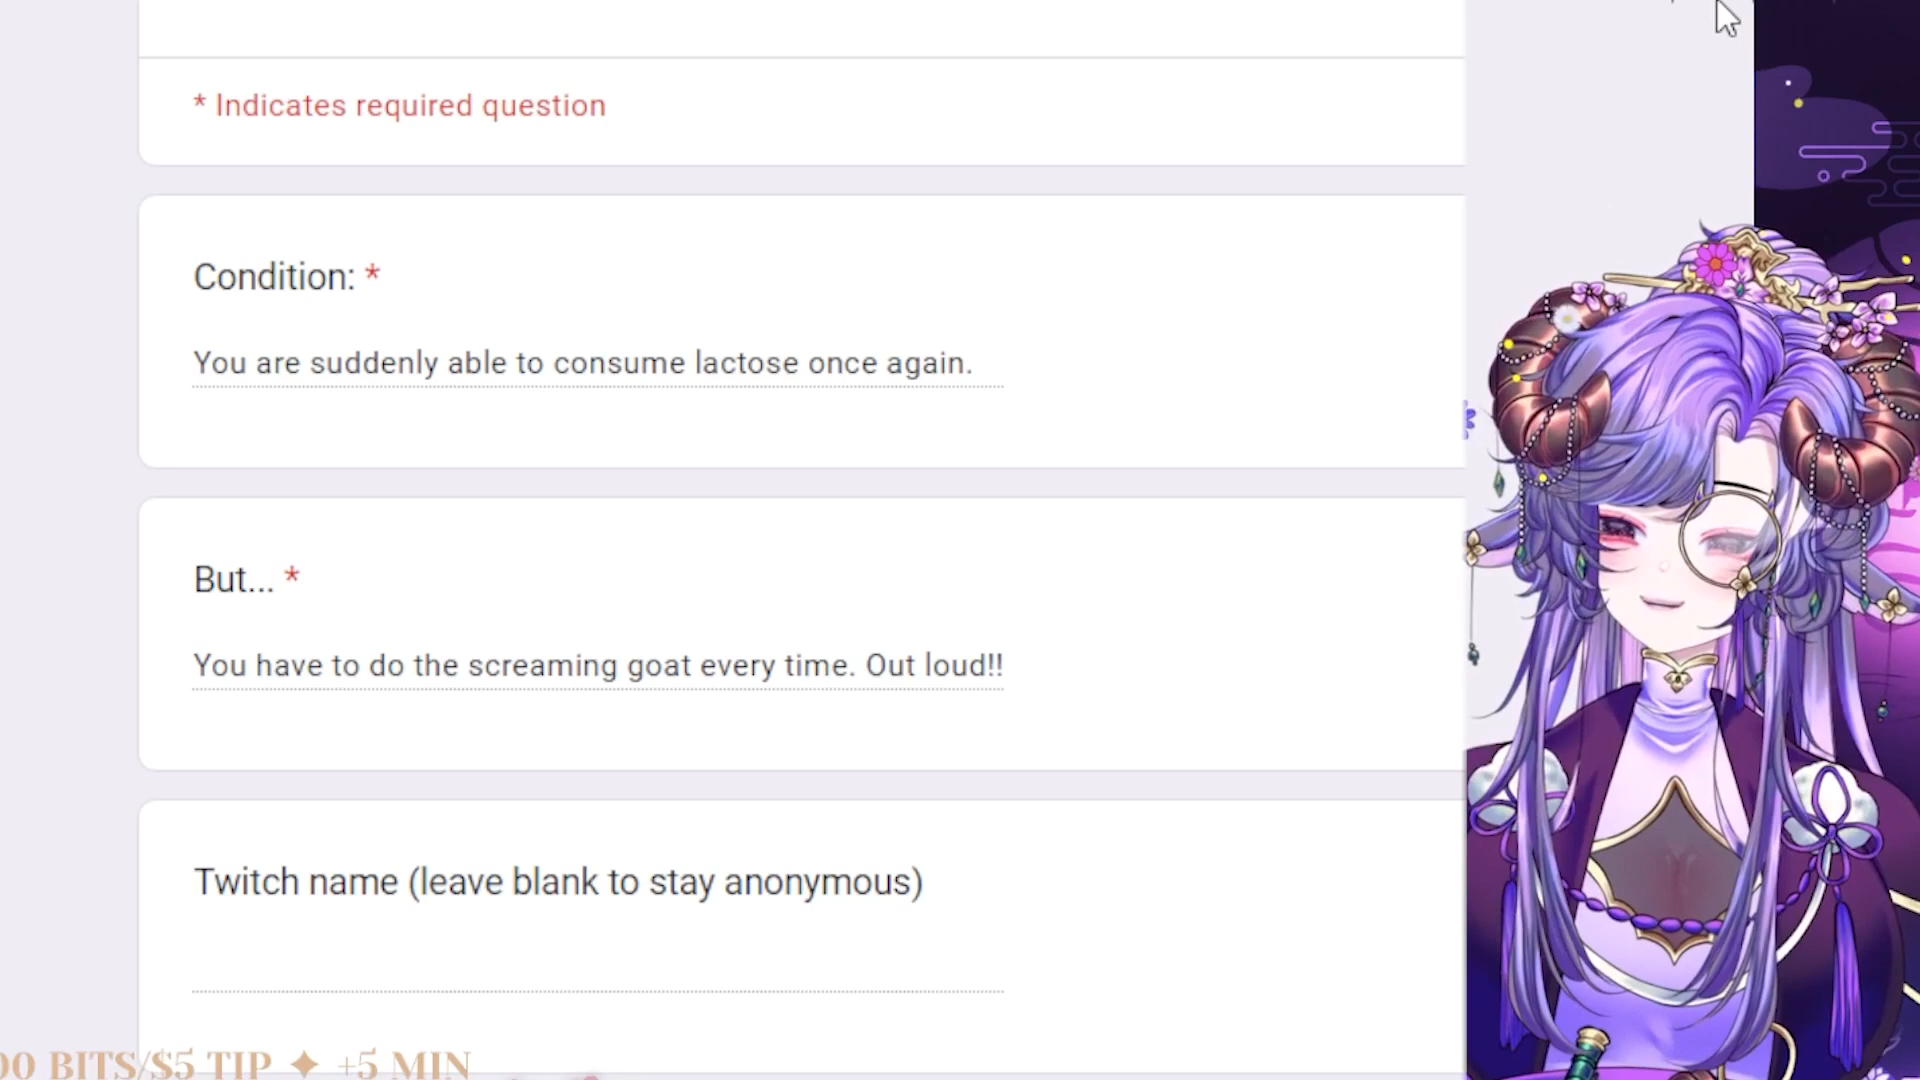 * Indicates required question
Condition: *
You are suddenly able to consume lactose once again.
But... *
You have to do the screaming goat every time. Out loud!!
Twitch name (leave blank to stay anonymous)
00 BITS/$5 TIP ✦ +5 MIN